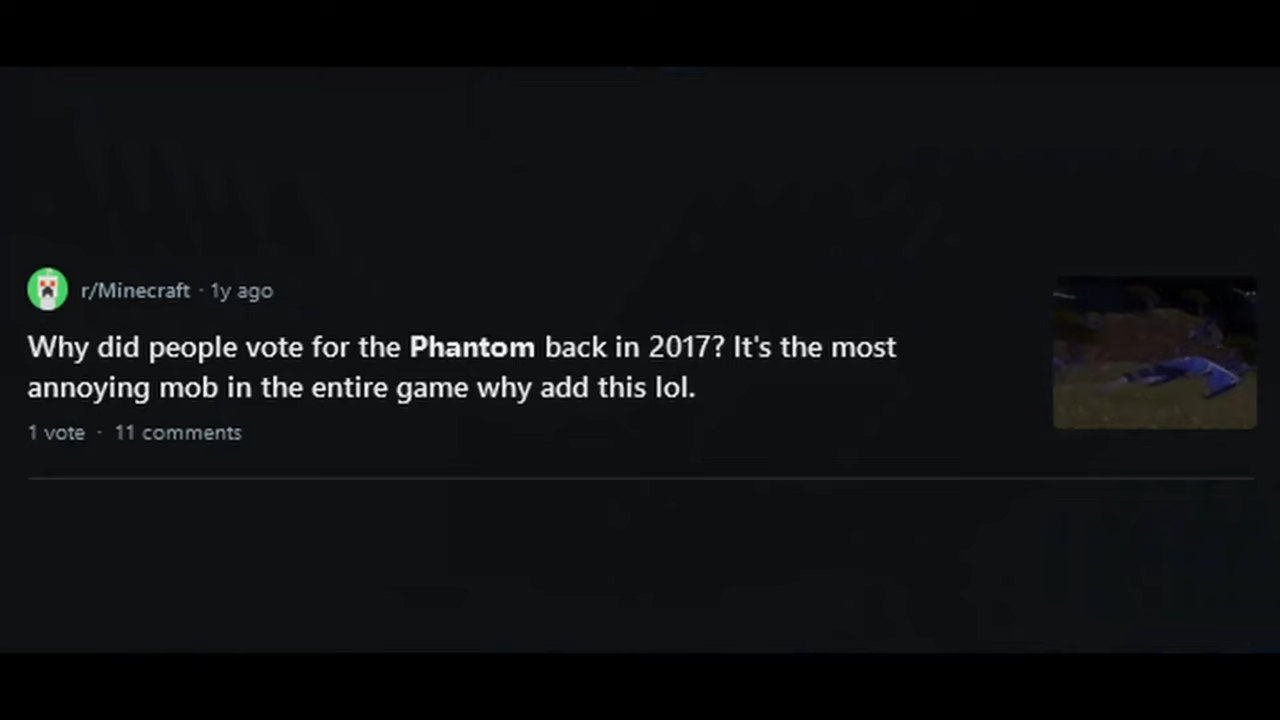 r/Minecraft · 1y ago
Why did people vote for the Phantom back in 2017? It's the most
annoying mob in the entire game why add this lol.
1 vote · 11 comments